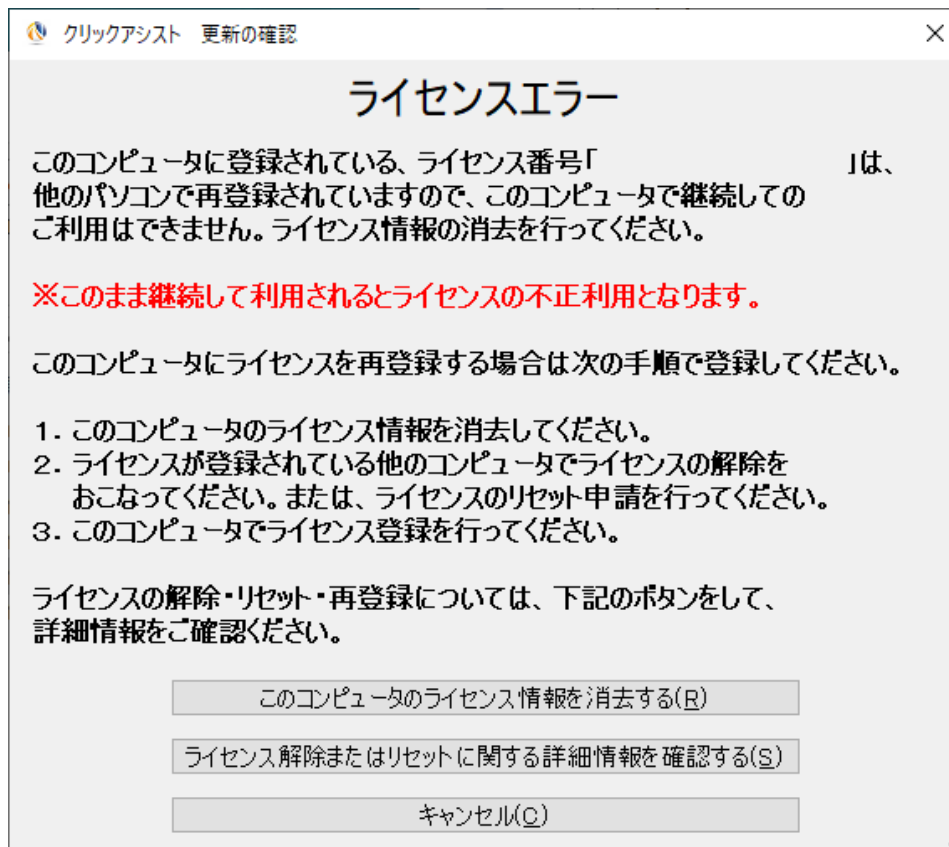 クリックアシスト　更新の確認
ライセンスエラー
このコンピュータに登録されている、ライセンス番号「　　　　　　　　　　」は、
他のパソコンで再登録されていますので、このコンピュータで継続しての
ご利用はできません。ライセンス情報の消去を行ってください。
※このまま継続して利用されるとライセンスの不正利用となります。
このコンピュータにライセンスを再登録する場合は次の手順で登録してください。
１．このコンピュータのライセンス情報を消去してください。
２．ライセンスが登録されている他のコンピュータでライセンスの解除を
おこなってください。または、ライセンスのリセット申請を行ってください。
３．このコンピュータでライセンス登録を行ってください。
ライセンスの解除・リセット・再登録については、下記のボタンをして、
詳細情報をご確認ください。
このコンピュータのライセンス情報を消去する(R)
ライセンス解除またはリセットに関する詳細情報を確認する(S)
キャンセル(C)